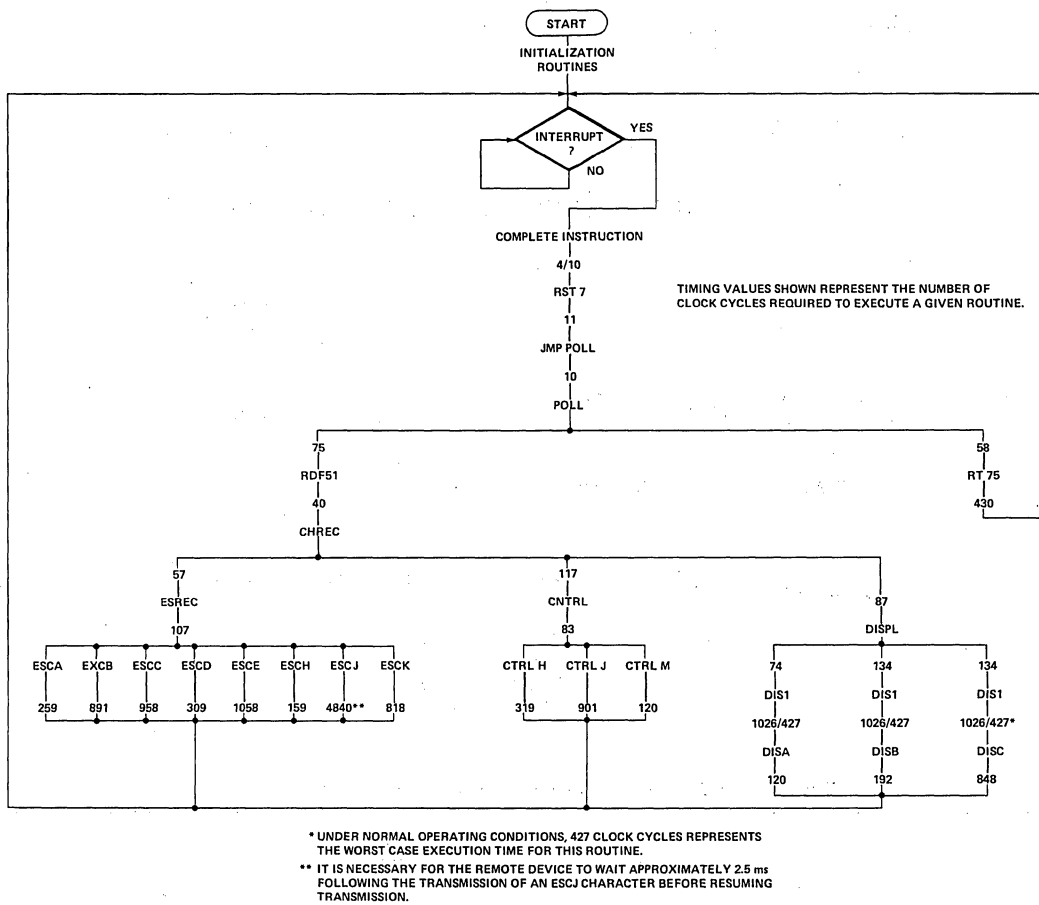 START
INITIALIZATION
ROUTINES
INTERRUPT
?
YES
NO
COMPLETE INSTRUCTION
4/10
RST 7
11
JMP POLL
10
POLL
TIMING VALUES SHOWN REPRESENT THE NUMBER OF
CLOCK CYCLES REQUIRED TO EXECUTE A GIVEN ROUTINE.
75
RDF51
40
CHREC
58
RT 75
430
57
ESREC
107
117
CNTRL
83
87
DISPL
ESCA EXCB ESCC ESCD ESCE ESCH ESCJ ESCK
259 891 958 309 1058 159 4840** 818
CTRL H CTRL J CTRL M
319 901 120
74 134 134
DIS1 DIS1 DIS1
1026/427 1026/427 1026/427*
DISA DISB DISC
120 192 848
* UNDER NORMAL OPERATING CONDITIONS, 427 CLOCK CYCLES REPRESENTS
THE WORST CASE EXECUTION TIME FOR THIS ROUTINE.
** IT IS NECESSARY FOR THE REMOTE DEVICE TO WAIT APPROXIMATELY 2.5 ms
FOLLOWING THE TRANSMISSION OF AN ESCJ CHARACTER BEFORE RESUMING
TRANSMISSION.